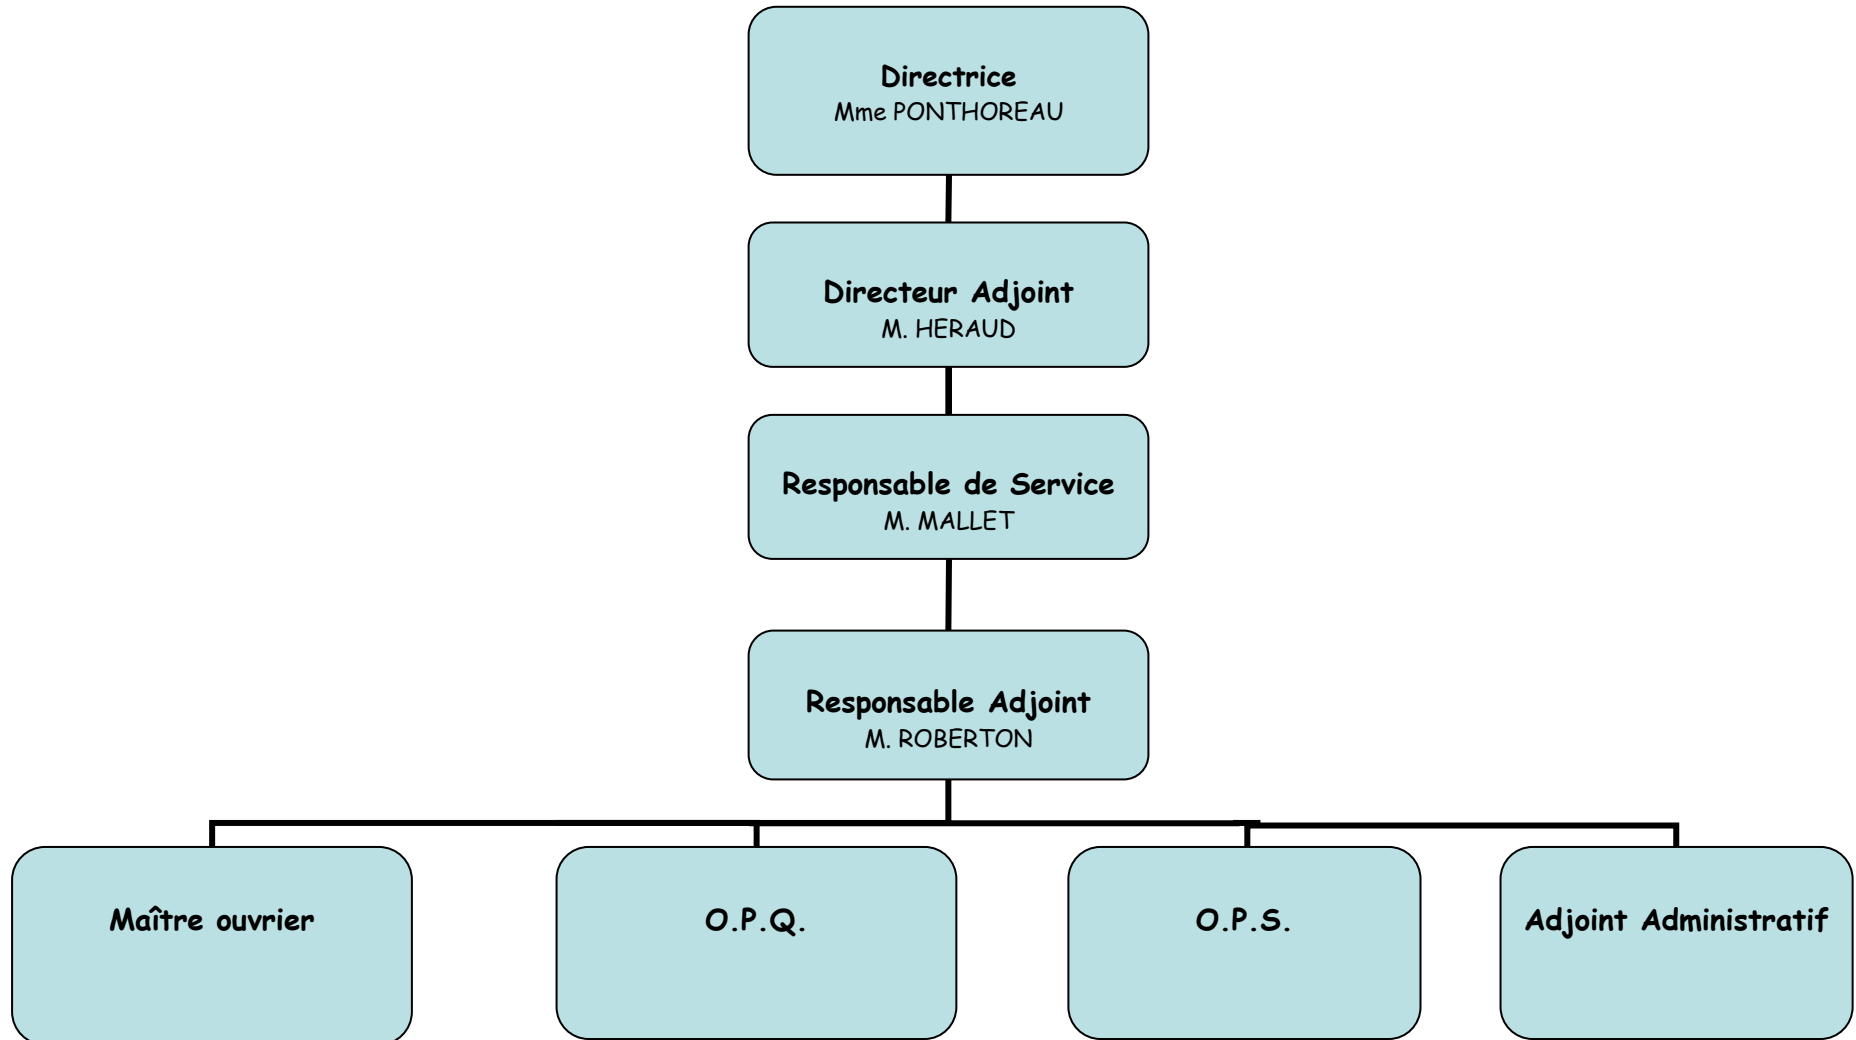 Directrice
Mme PONTHOREAU
Directeur Adjoint
M. HERAUD
Responsable de Service
M. MALLET
Responsable Adjoint
M. ROBERTON
Maître ouvrier
O.P.Q.
O.P.S.
Adjoint Administratif